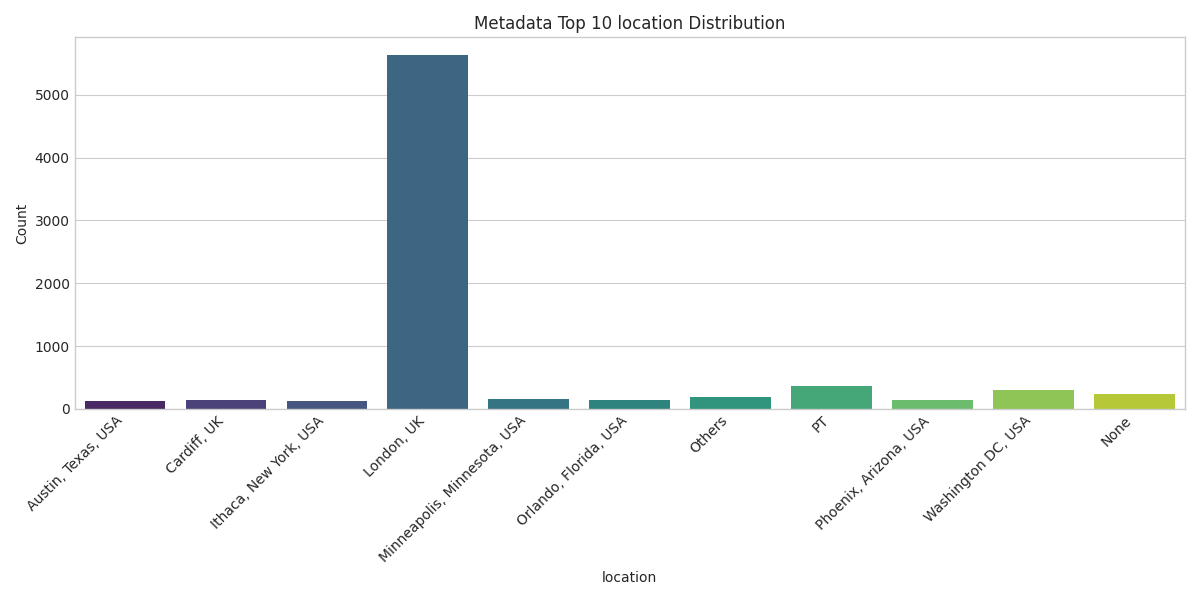 Metadada Top 10 location Distribution
Count
5000
4000
3000
2000
1000
0
Austin, Texas, USA
Cardiff, UK
Ithaca, New York, USA
London, UK
Minneapolis, Minnesota, USA
Orlando, Florida, USA
Others
PT
Phoenix, Arizona, USA
Washington DC, USA
None
location